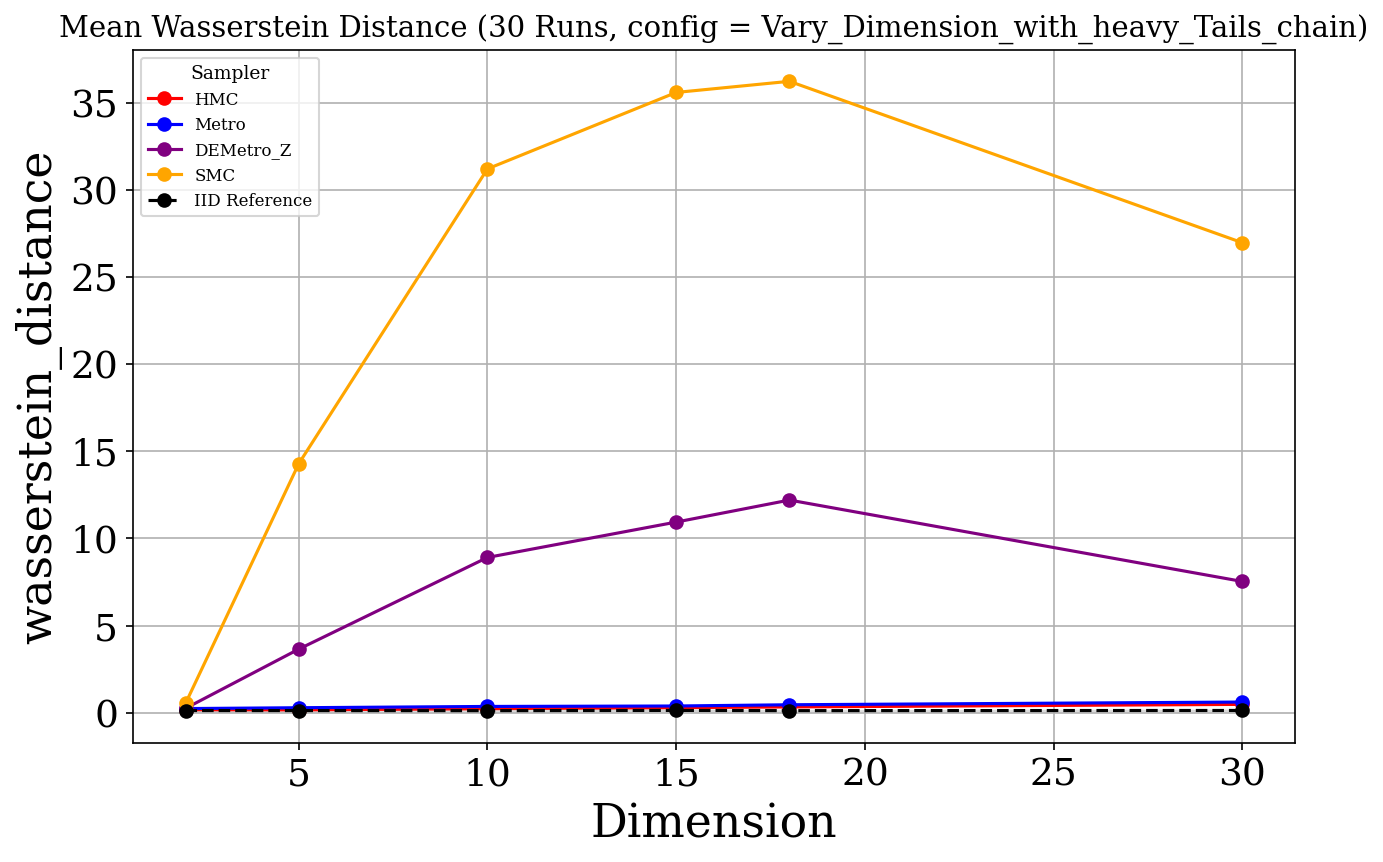 Mean Wasserstein Distance (30 Runs, config = Vary_Dimension_with_heavy_Tails_chain)
Sampler
HMC
Metro
DEMetro_Z
SMC
IID Reference
wasserstein_distance
35
30
25
20
15
10
5
0
5
10
15
20
25
30
Dimension